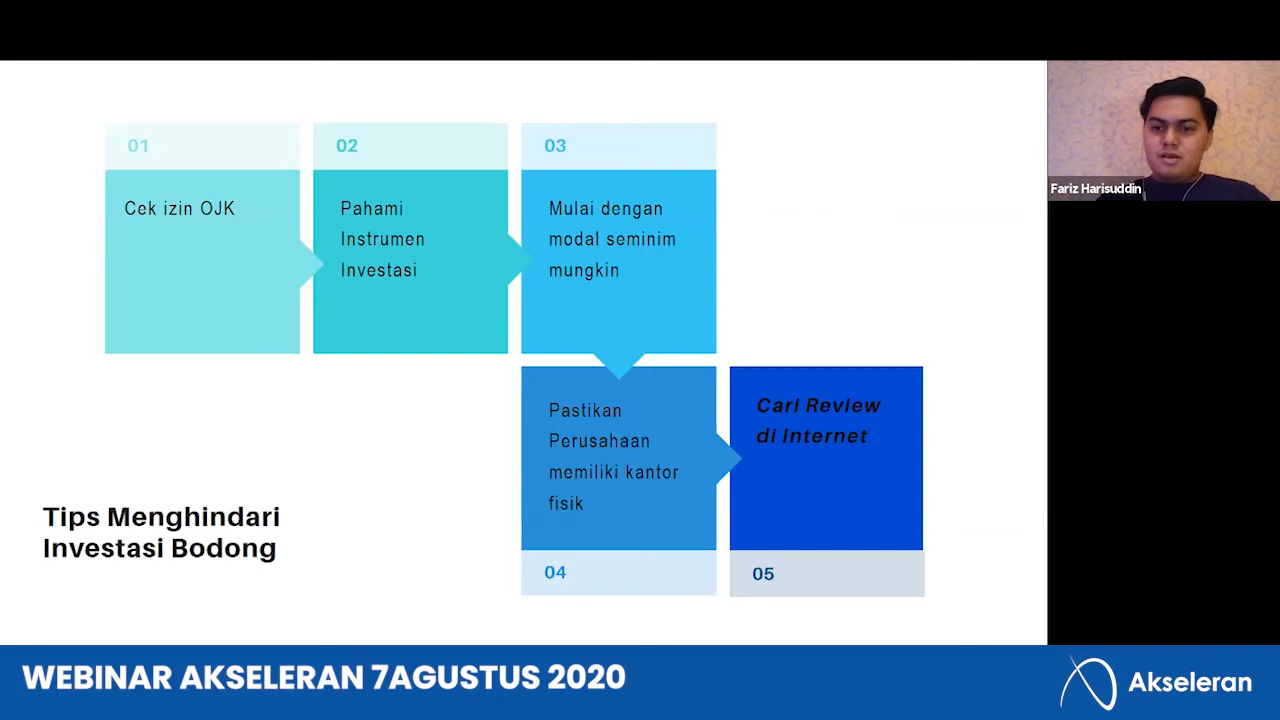 01
Cek izin OJK
02
Pahami
Instrumen
Investasi
03
Mulai dengan
modal seminim
mungkin
Fariz Harisuddin
Pastikan
Perusahaan
memiliki kantor
fisik
04
Cari Review
di Internet
05
Tips Menghindari
Investasi Bodong
WEBINAR AKSELERAN 7AGUSTUS 2020
Akseleran